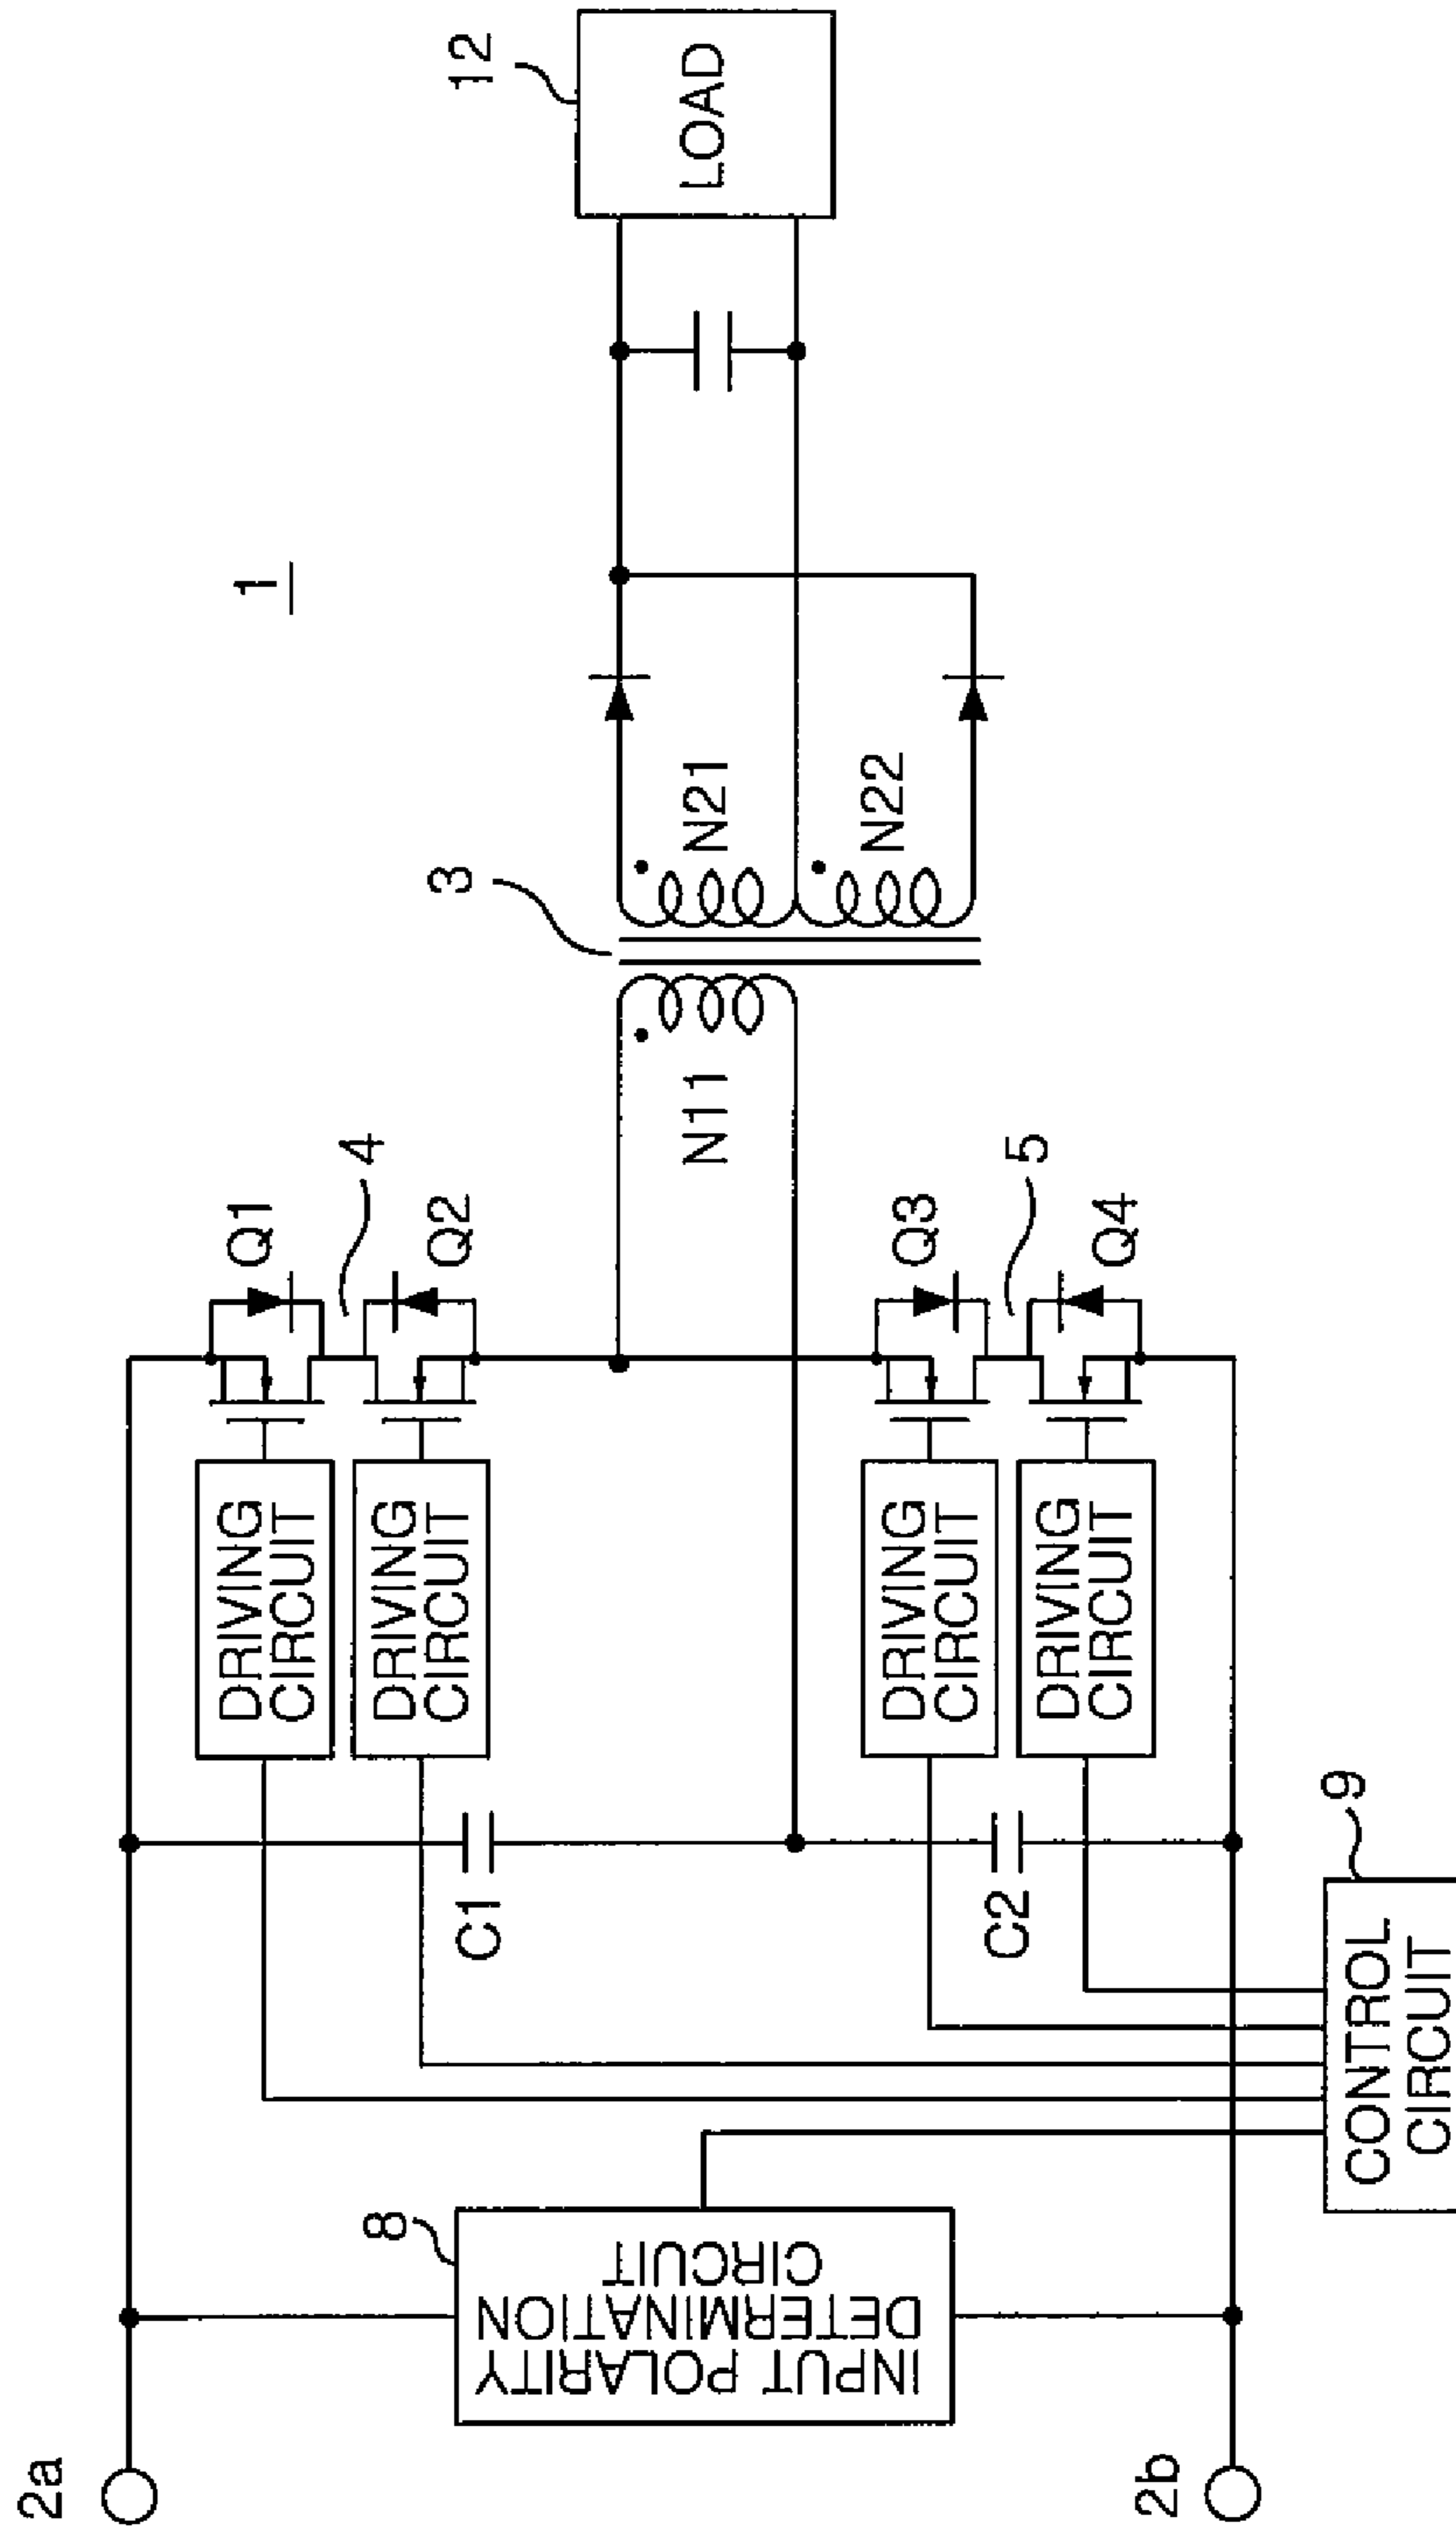 1
2a
2b
INPUT POLARITY
DETERMINATION
CIRCUIT
8
CONTROL
CIRCUIT
9
C1
C2
DRIVING
CIRCUIT
DRIVING
CIRCUIT
DRIVING
CIRCUIT
DRIVING
CIRCUIT
Q1
4
Q2
Q3
5
Q4
N11
3
N21
N22
12
LOAD